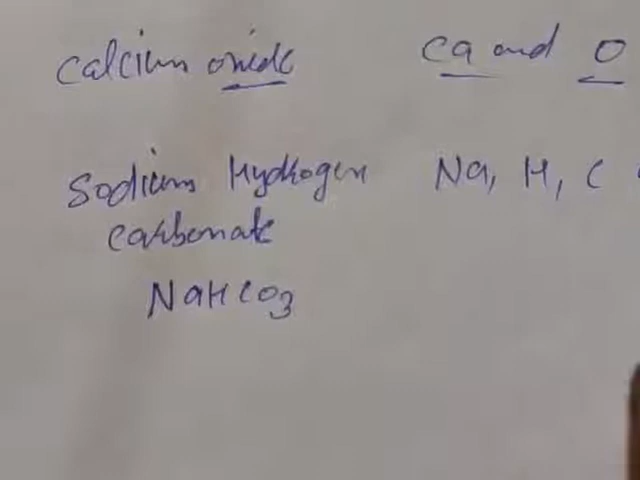 Calcium oxide Ca and O
Sodium Hydrogen Na, H, C
carbonate
NaHCO3